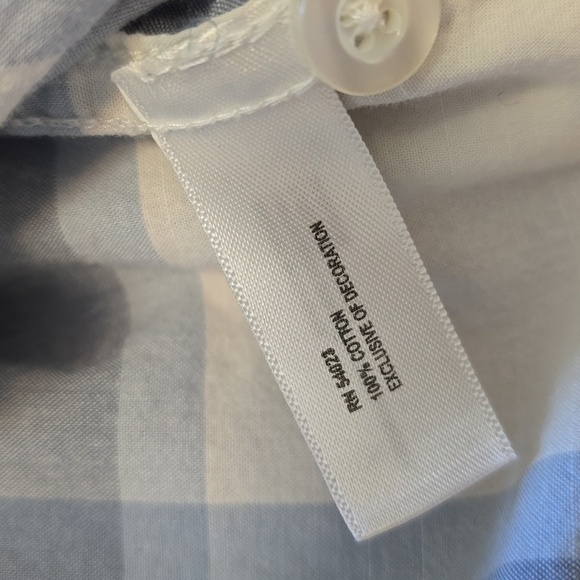 RN 54023
100% COTTON
EXCLUSIVE OF DECORATION